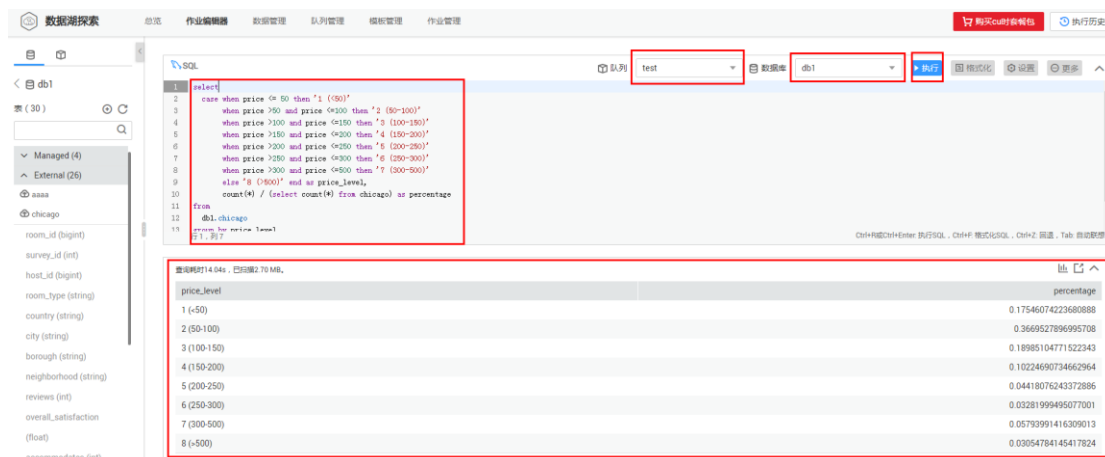 数据湖探索 总览 作业编辑器 数据管理 队列管理 模板管理 作业管理 购买cu时套餐包 执行历史
db1
表 ( 30 )
Managed (4)
External (26)
aaaa
chicago
room_id (bigint)
survey_id (int)
host_id (bigint)
room_type (string)
country (string)
city (string)
borough (string)
neighborhood (string)
reviews (int)
overall_satisfaction
(float)
SQL 队列 test 数据库 db1 执行 格式化 设置 更多
1 select
2 case when price <= 50 then '1 (<50)'
3 when price >50 and price <=100 then '2 (50-100)'
4 when price >100 and price <=150 then '3 (100-150)'
5 when price >150 and price <=200 then '4 (150-200)'
6 when price >200 and price <=250 then '5 (200-250)'
7 when price >250 and price <=300 then '6 (250-300)'
8 when price >300 and price <=500 then '7 (300-500)'
9 else '8 (>500)' end as price_level,
10 count(*) / (select count(*) from chicago) as percentage
11 from
12 db1.chicago
13 group by price_level
行 1 , 列 7 Ctrl+R或Ctrl+Enter: 执行SQL , Ctrl+F: 格式化SQL , Ctrl+Z: 回退 , Tab: 自动联想
查询耗时14.04s , 已扫描2.70 MB。
price_level percentage
1 (<50) 0.17546074223680888
2 (50-100) 0.3669527896995708
3 (100-150) 0.18985104771522343
4 (150-200) 0.10224690734662964
5 (200-250) 0.04418076243372886
6 (250-300) 0.03281999495077001
7 (300-500) 0.05793991416309013
8 (>500) 0.03054784145417824